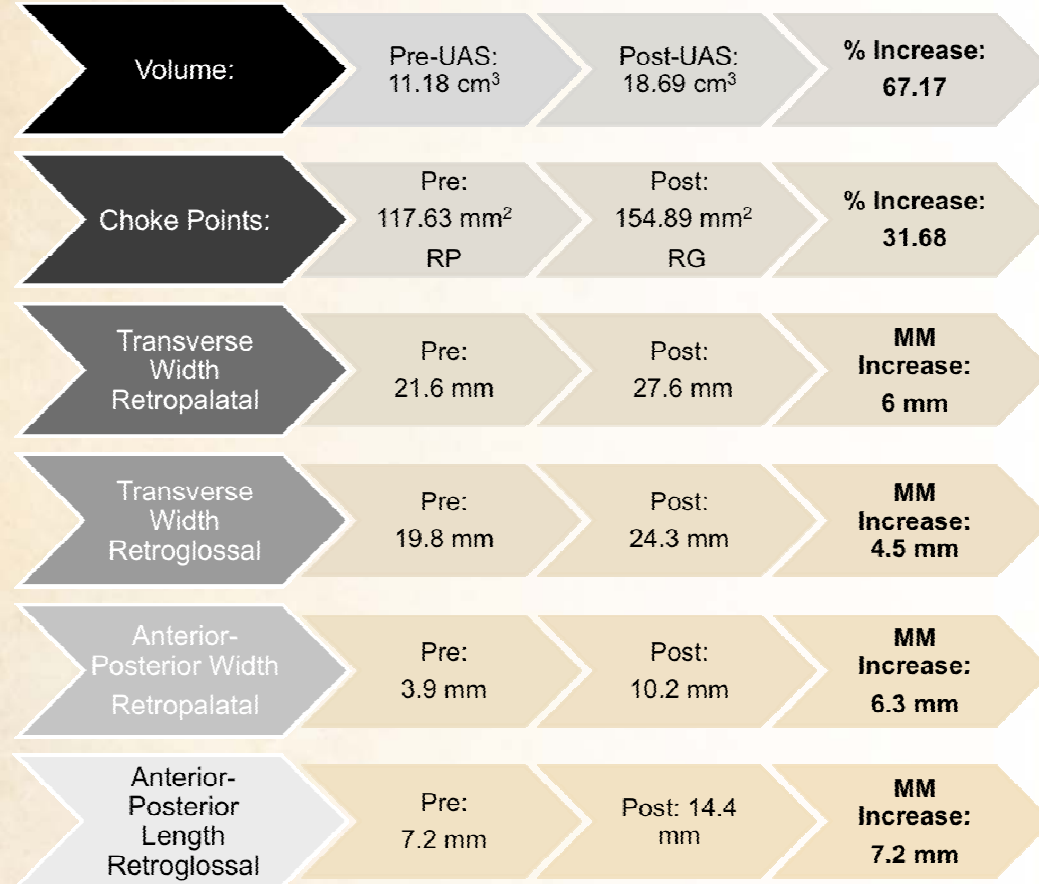 Volume:
Pre-UAS:
11.18 cm³
Post-UAS:
18.69 cm³
% Increase:
67.17
Choke Points:
Pre:
117.63 mm²
RP
Post:
154.89 mm²
RG
% Increase:
31.68
Transverse
Width
Retropalatal
Pre:
21.6 mm
Post:
27.6 mm
MM
Increase:
6 mm
Transverse
Width
Retroglossal
Pre:
19.8 mm
Post:
24.3 mm
MM
Increase:
4.5 mm
Anterior-
Posterior Width
Retropalatal
Pre:
3.9 mm
Post:
10.2 mm
MM
Increase:
6.3 mm
Anterior-
Posterior
Length
Retroglossal
Pre:
7.2 mm
Post: 14.4
mm
MM
Increase:
7.2 mm